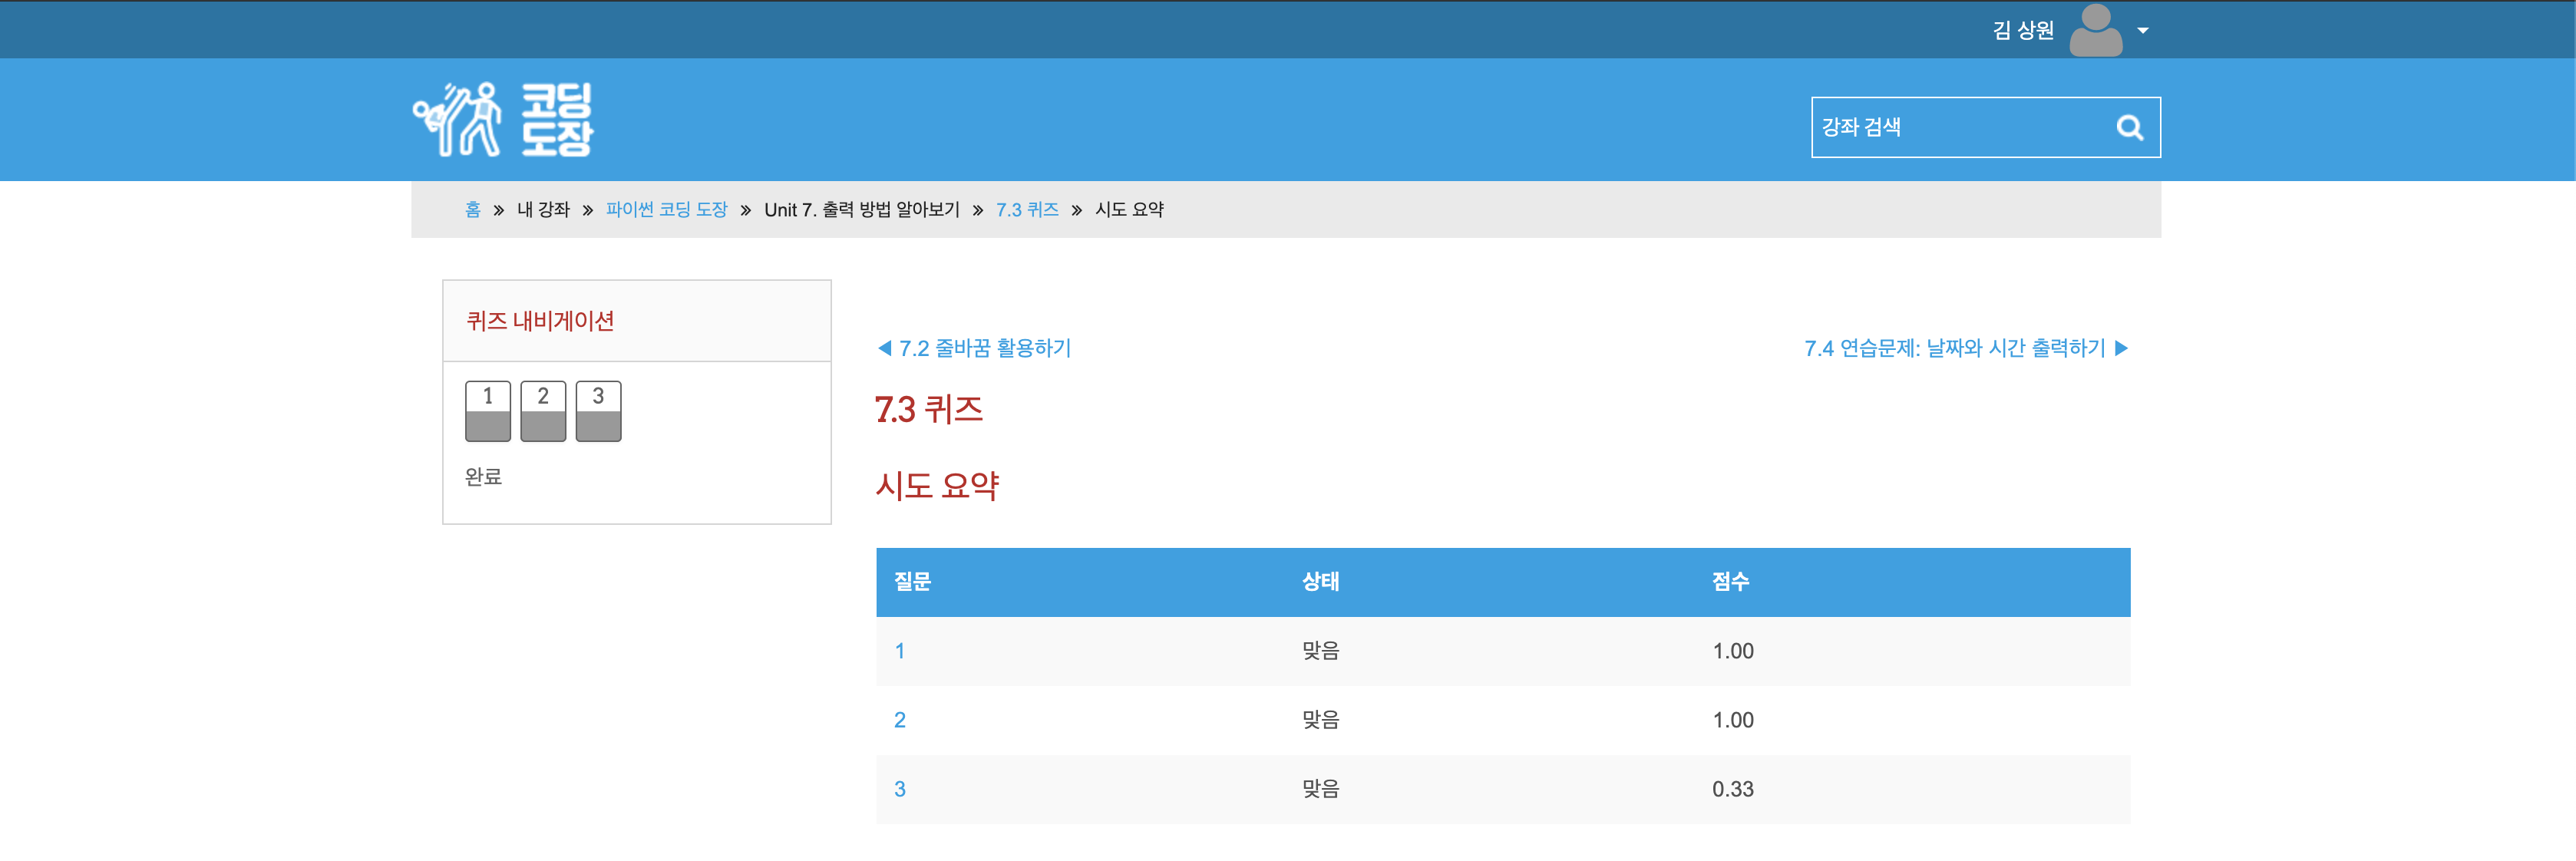 김 상원
코딩
도장
강좌 검색
홈 » 내 강좌 » 파이썬 코딩 도장 » Unit 7. 출력 방법 알아보기 » 7.3 퀴즈 » 시도 요약
퀴즈 내비게이션
1 2 3
완료
◀ 7.2 줄바꿈 활용하기
7.4 연습문제: 날짜와 시간 출력하기 ▶
7.3 퀴즈
시도 요약
질문 상태 점수
1 맞음 1.00
2 맞음 1.00
3 맞음 0.33